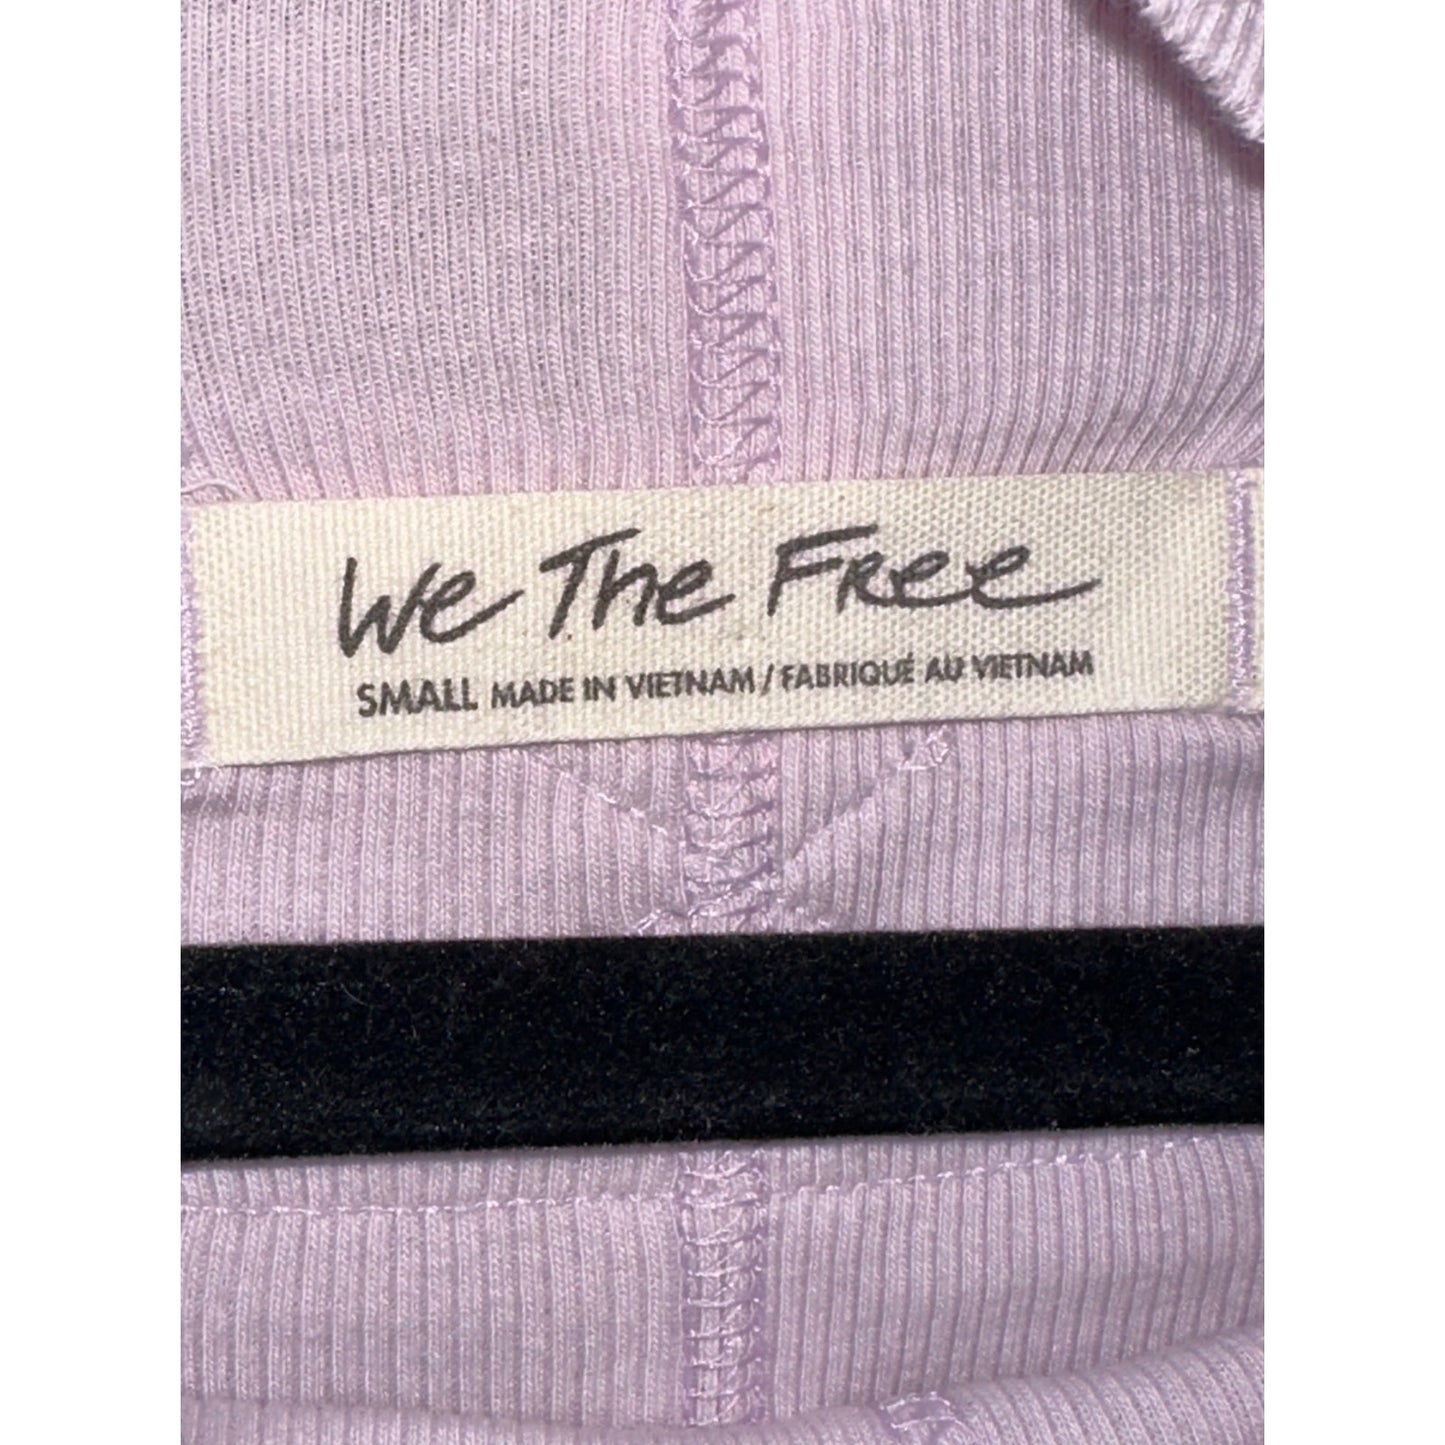 We The Free
SMALL MADE IN VIETNAM / FABRIQUÉ AU VIETNAM